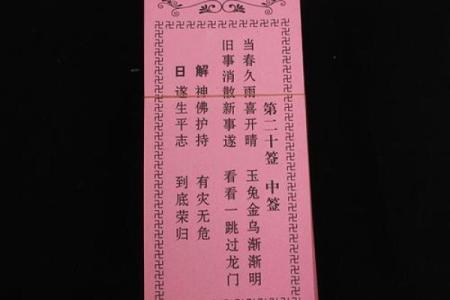 第二十签 中签
当春久雨喜开晴 玉兔金乌渐渐明
旧事消散新事遂 看看一跳过龙门
解 神佛护持 有灾无危
日 遂生平志 到底荣归